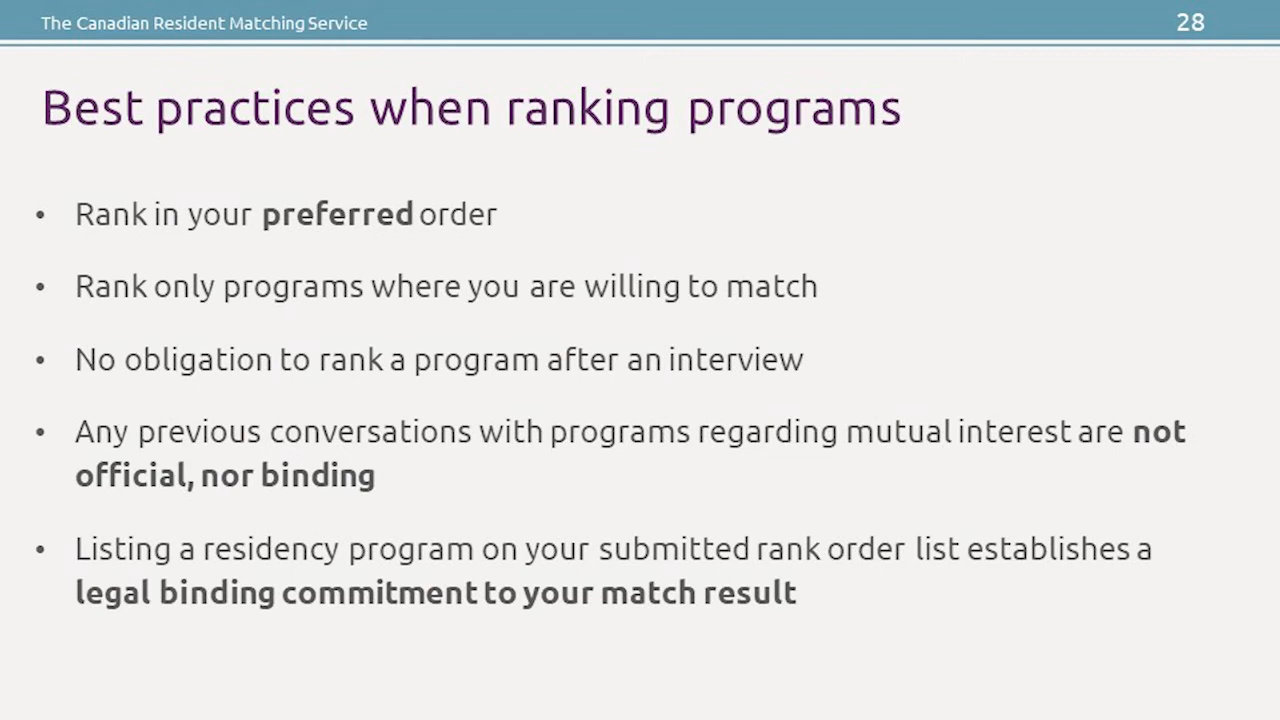 The Canadian Resident Matching Service
28
Best practices when ranking programs
• Rank in your preferred order
• Rank only programs where you are willing to match
• No obligation to rank a program after an interview
• Any previous conversations with programs regarding mutual interest are not
official, nor binding
• Listing a residency program on your submitted rank order list establishes a
legal binding commitment to your match result